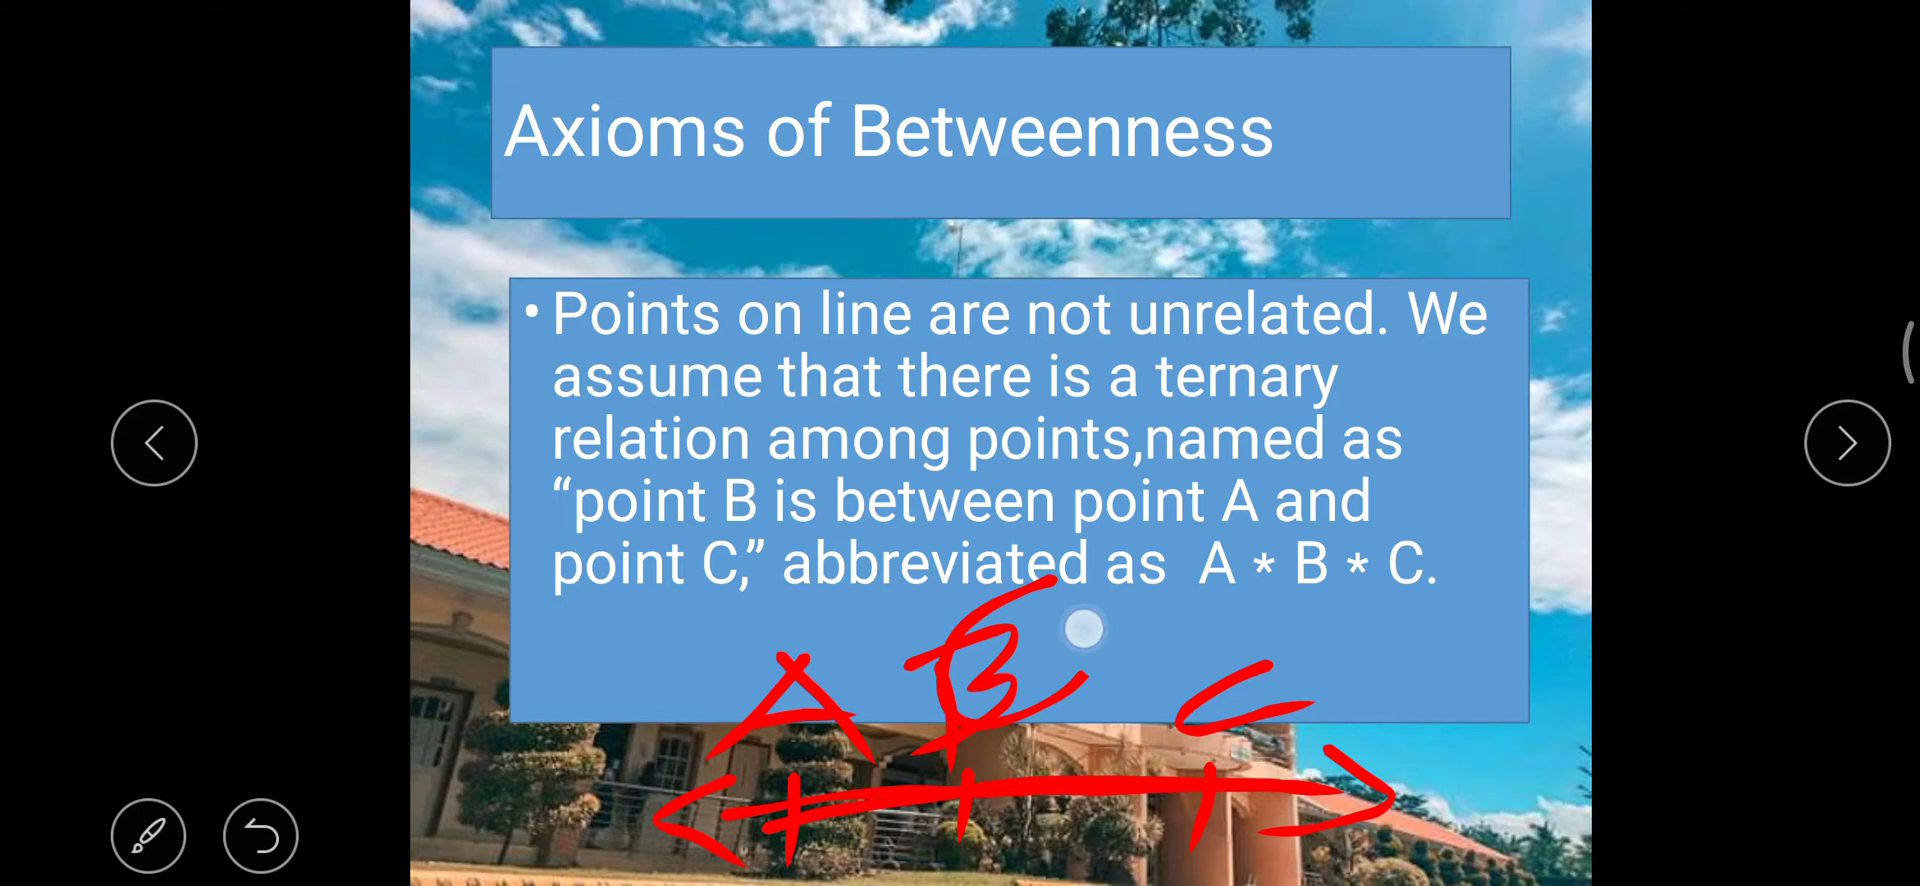 Axioms of Betweenness
• Points on line are not unrelated. We
assume that there is a ternary
relation among points,named as
“point B is between point A and
point C,” abbreviated as A * B * C.
A B C